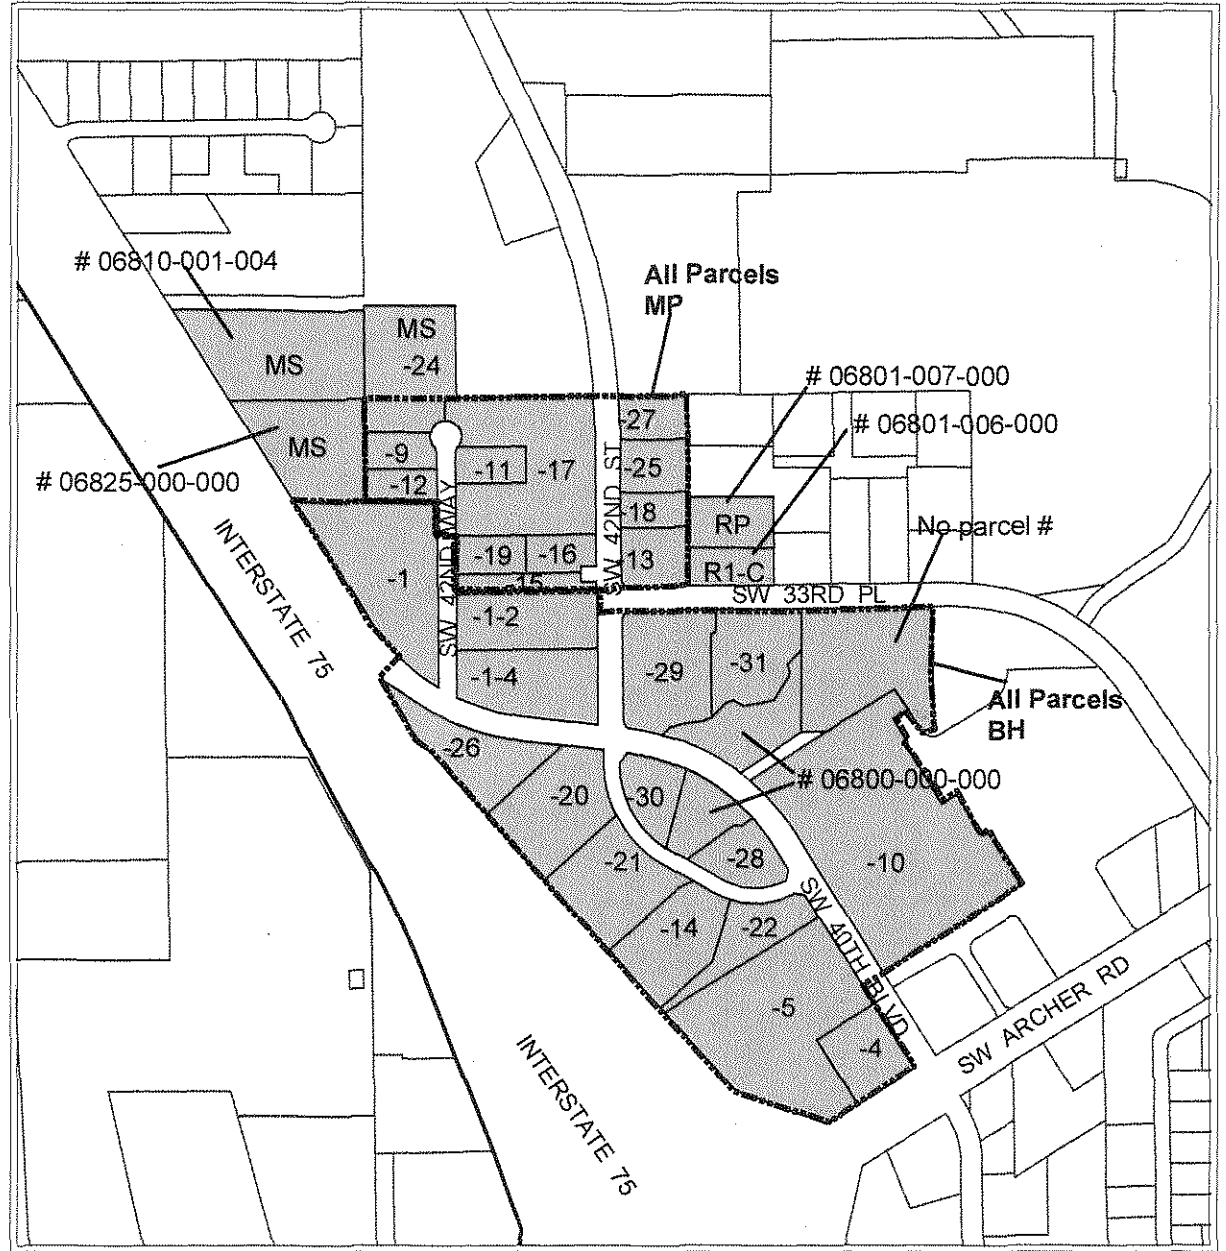 # 06810-001-004
All Parcels
MP
MS
-24
MS
# 06801-007-000
-27
# 06801-006-000
MS
-9
-11
-17
-25
# 06825-000-000
-12
SW 42ND WAY
SW 42ND ST
-18
RP
No parcel #
-19
-16
-13
R1-C
-1
-15
SW 33RD PL
INTERSTATE 75
-1-2
-29
-31
-1-4
All Parcels
BH
-26
# 06800-000-000
-20
-30
-21
-28
-10
-14
-22
SW 40TH BLVD
-5
-4
SW ARCHER RD
INTERSTATE 75